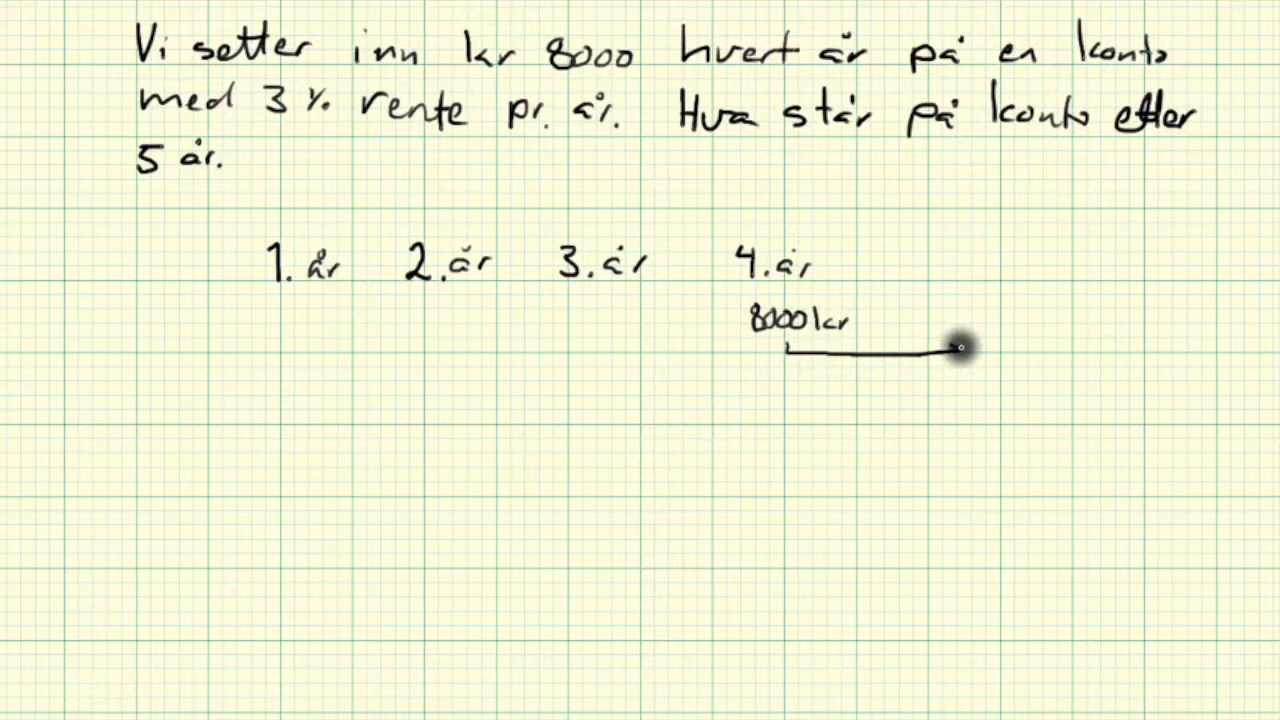 Vi setter inn kr 8000 hvert år på en konto
med 3 % rente pr. år. Hva står på konto etter
5 år.
1. år 2. år 3. år 4. år
8000 kr